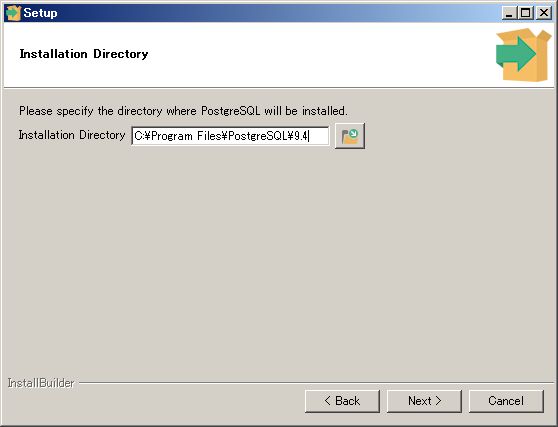 Setup
Installation Directory
Please specify the directory where PostgreSQL will be installed.
Installation Directory C:¥Program Files¥PostgreSQL¥9.4
InstallBuilder
< Back Next > Cancel